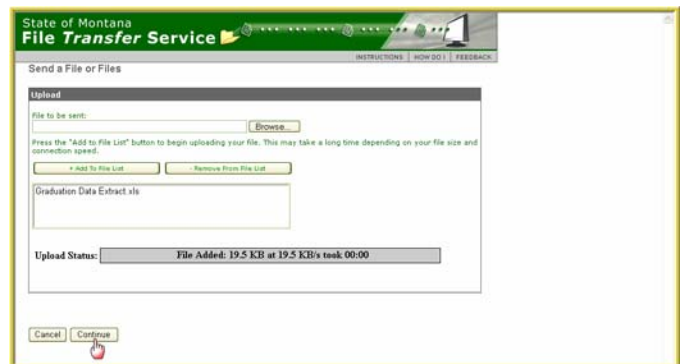 State of Montana
File Transfer Service
INSTRUCTIONS | HOW DO I | FEEDBACK
Send a File or Files
Upload
File to be sent:
Browse...
Press the "Add to File List" button to begin uploading your file. This may take a long time depending on your file size and
connection speed.
+ Add To File List - Remove From File List
Graduation Data Extract.xls
Upload Status: File Added: 19.5 KB at 19.5 KB/s took 00:00
Cancel Continue